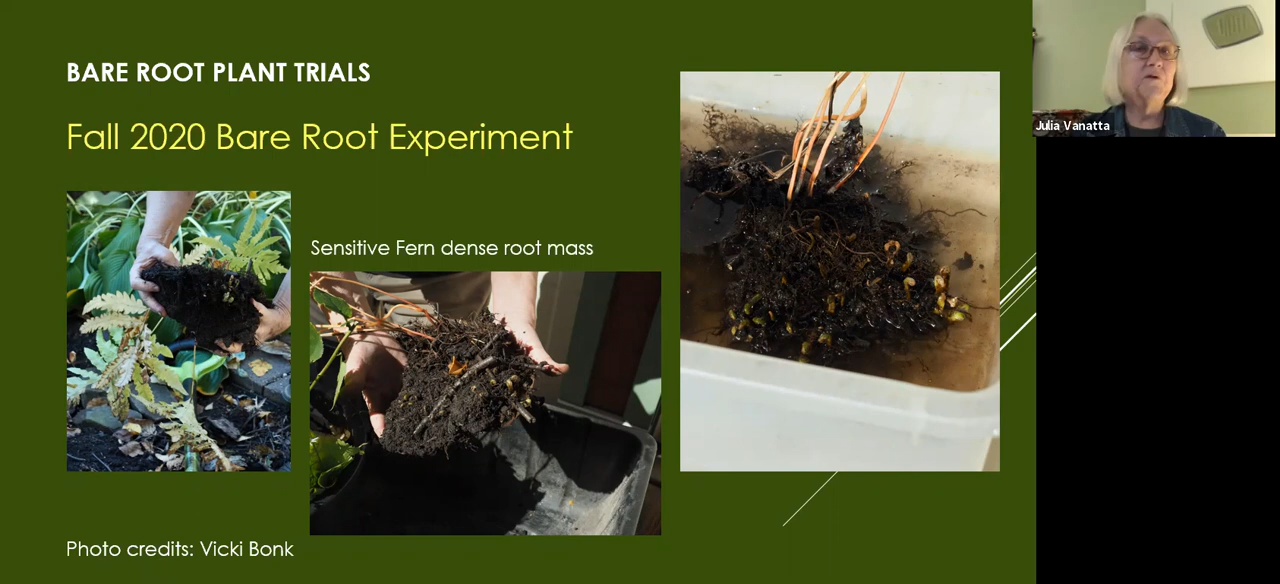 BARE ROOT PLANT TRIALS
Fall 2020 Bare Root Experiment
Sensitive Fern dense root mass
Photo credits: Vicki Bonk
Julia Vanatta